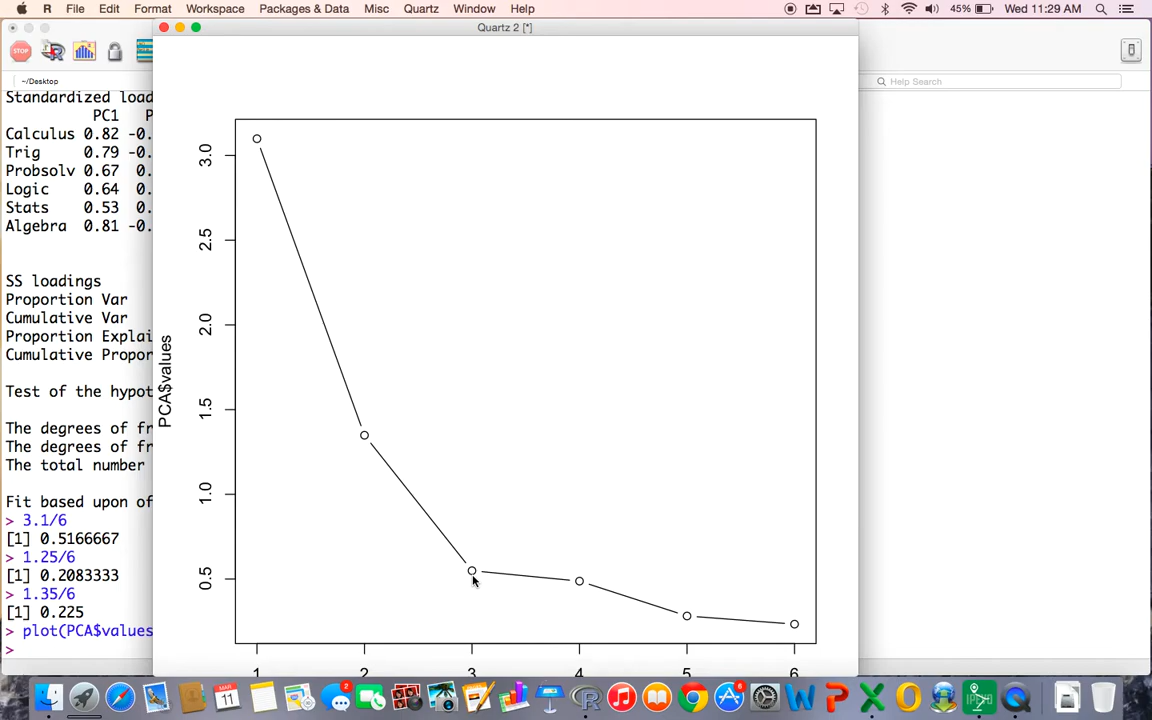 R File Edit Format Workspace Packages & Data Misc Quartz Window Help 45% Wed 11:29 AM
Quartz 2 [*]
STOP
~/Desktop
Help Search
Standardized load
PC1 P
Calculus 0.82 -0.
Trig 0.79 -0.
Probsolv 0.67 0.
Logic 0.64 0.
Stats 0.53 0.
Algebra 0.81 -0.
SS loadings
Proportion Var
Cumulative Var
Proportion Explai
Cumulative Propor
Test of the hypot
The degrees of fr
The degrees of fr
The total number
Fit based upon of
> 3.1/6
[1] 0.5166667
> 1.25/6
[1] 0.2083333
> 1.35/6
[1] 0.225
> plot(PCA$values
>
PCA$values
3.0
2.5
2.0
1.5
1.0
0.5
1 2 3 4 5 6
MAR
11
2
6